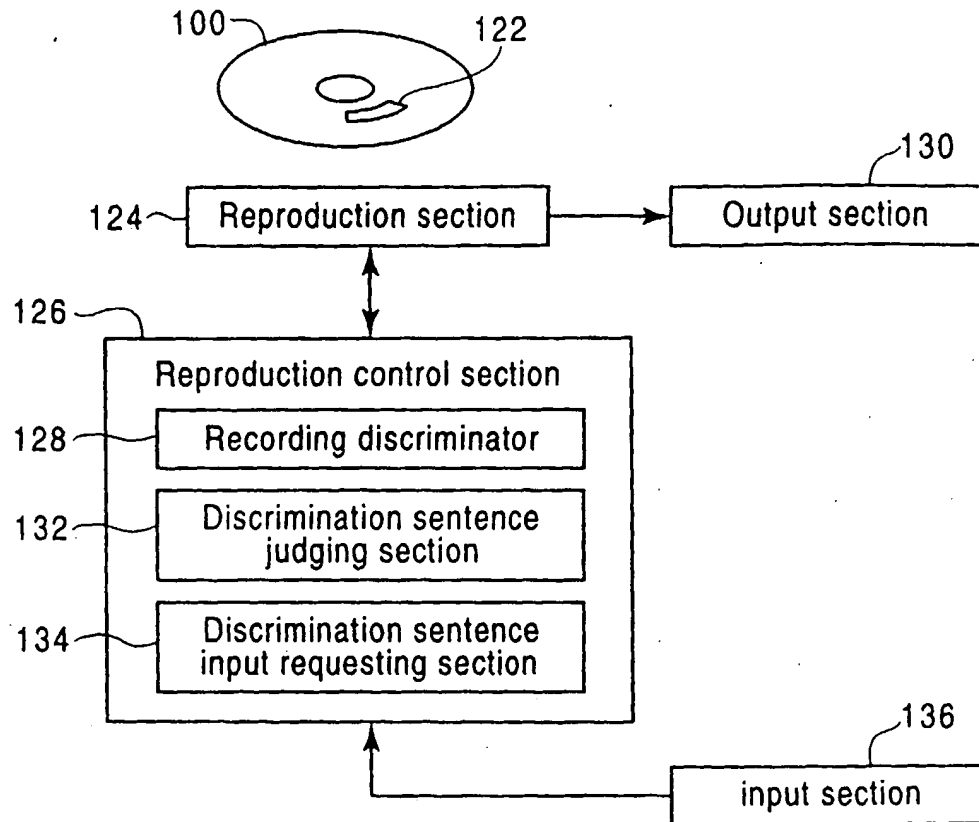 100
122
130
124
Reproduction section
Output section
126
Reproduction control section
128
Recording discriminator
132
Discrimination sentence
judging section
134
Discrimination sentence
input requesting section
136
input section